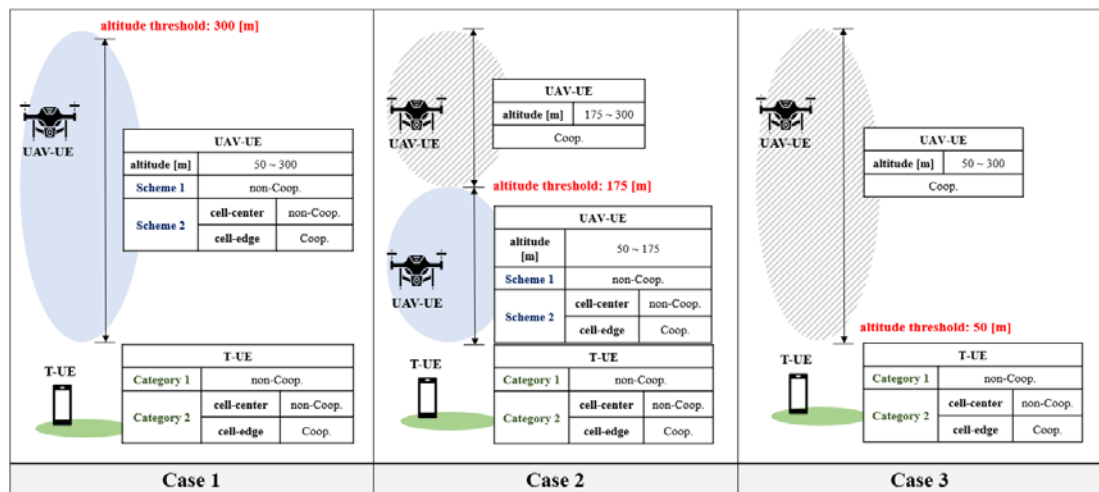 altitude threshold: 300 [m]
UAV-UE
UAV-UE
altitude [m] 50 ~ 300
Scheme 1 non-Coop.
Scheme 2 cell-center non-Coop.
cell-edge Coop.
T-UE
T-UE
Category 1 non-Coop.
Category 2 cell-center non-Coop.
cell-edge Coop.
Case 1
UAV-UE
UAV-UE
altitude [m] 175 ~ 300
Coop.
altitude threshold: 175 [m]
UAV-UE
UAV-UE
altitude
[m] 50 ~ 175
Scheme 1 non-Coop.
Scheme 2 cell-center non-Coop.
cell-edge Coop.
T-UE
T-UE
Category 1 non-Coop.
Category 2 cell-center non-Coop.
cell-edge Coop.
Case 2
UAV-UE
UAV-UE
altitude [m] 50 ~ 300
Coop.
altitude threshold: 50 [m]
T-UE
T-UE
Category 1 non-Coop.
Category 2 cell-center non-Coop.
cell-edge Coop.
Case 3